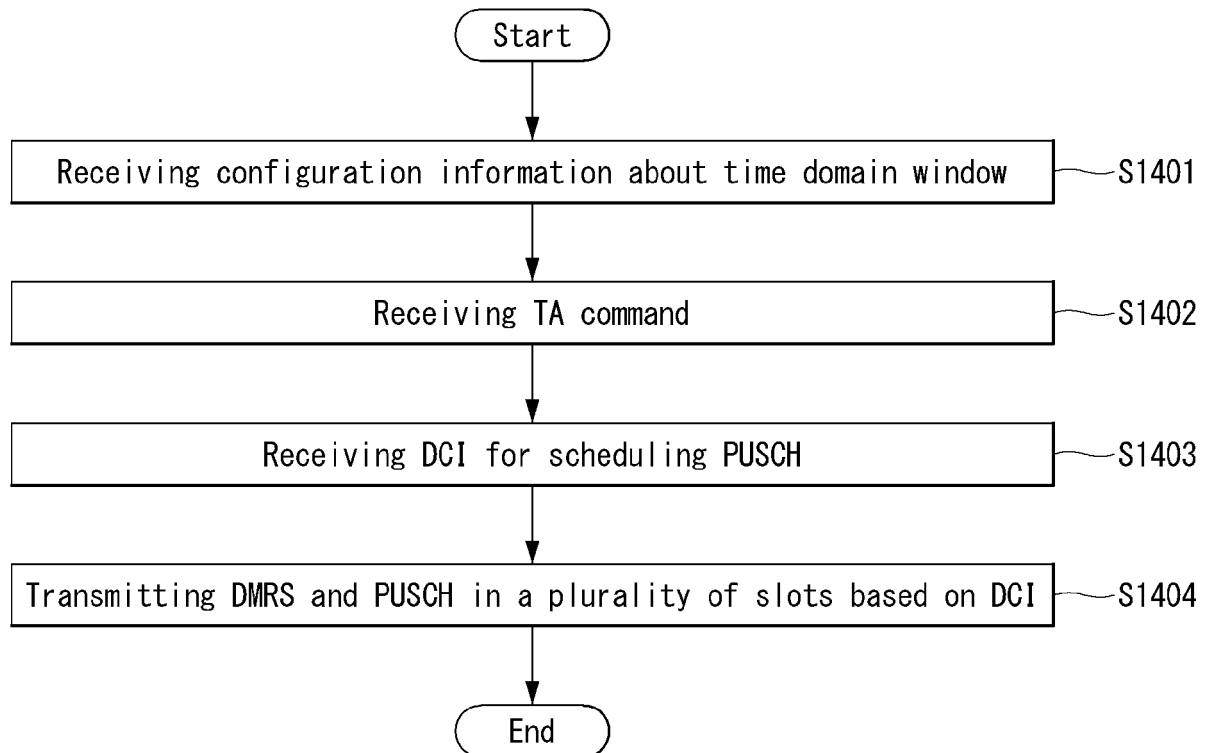 Start
Receiving configuration information about time domain window
S1401
Receiving TA command
S1402
Receiving DCI for scheduling PUSCH
S1403
Transmitting DMRS and PUSCH in a plurality of slots based on DCI
S1404
End